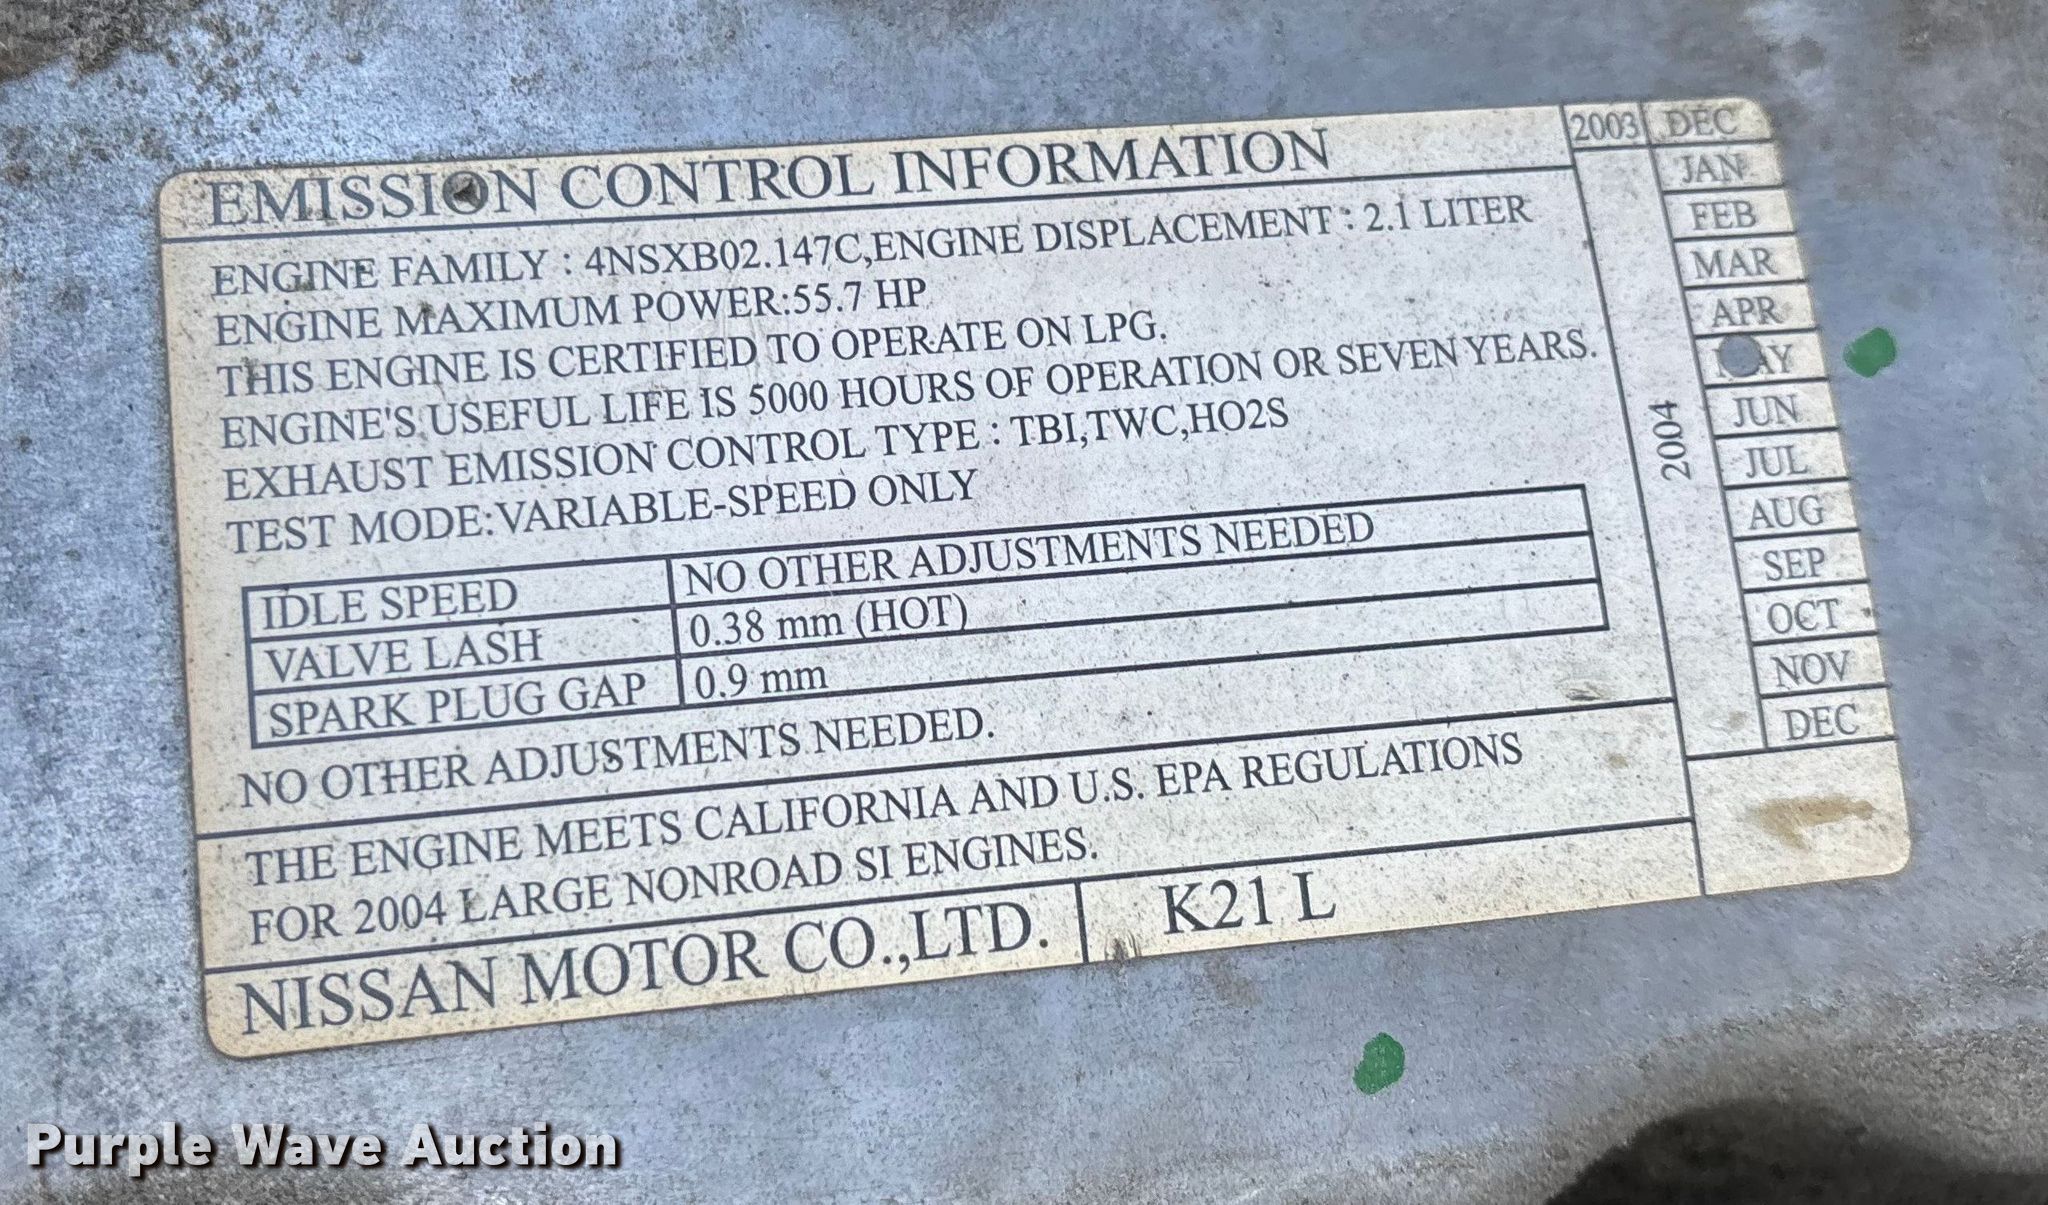 EMISSION CONTROL INFORMATION
ENGINE FAMILY : 4NSXB02.147C,ENGINE DISPLACEMENT : 2.1 LITER
ENGINE MAXIMUM POWER:55.7 HP
THIS ENGINE IS CERTIFIED TO OPERATE ON LPG.
ENGINE'S USEFUL LIFE IS 5000 HOURS OF OPERATION OR SEVEN YEARS.
EXHAUST EMISSION CONTROL TYPE : TBI,TWC,HO2S
TEST MODE:VARIABLE-SPEED ONLY
IDLE SPEED NO OTHER ADJUSTMENTS NEEDED
VALVE LASH 0.38 mm (HOT)
SPARK PLUG GAP 0.9 mm
NO OTHER ADJUSTMENTS NEEDED.
THE ENGINE MEETS CALIFORNIA AND U.S. EPA REGULATIONS
FOR 2004 LARGE NONROAD SI ENGINES.
NISSAN MOTOR CO.,LTD. K21 L
2003 DEC
2004
JAN
FEB
MAR
APR
MAY
JUN
JUL
AUG
SEP
OCT
NOV
DEC
Purple Wave Auction